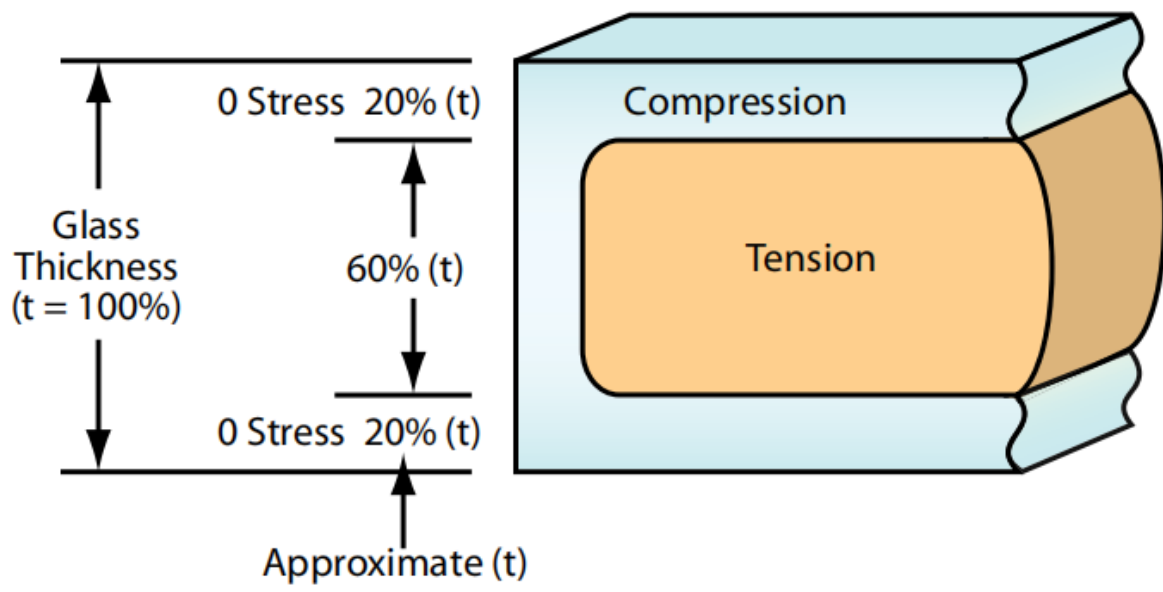 0 Stress 20% (t)
Compression
Glass
Thickness
(t = 100%)
60% (t)
Tension
0 Stress 20% (t)
Approximate (t)